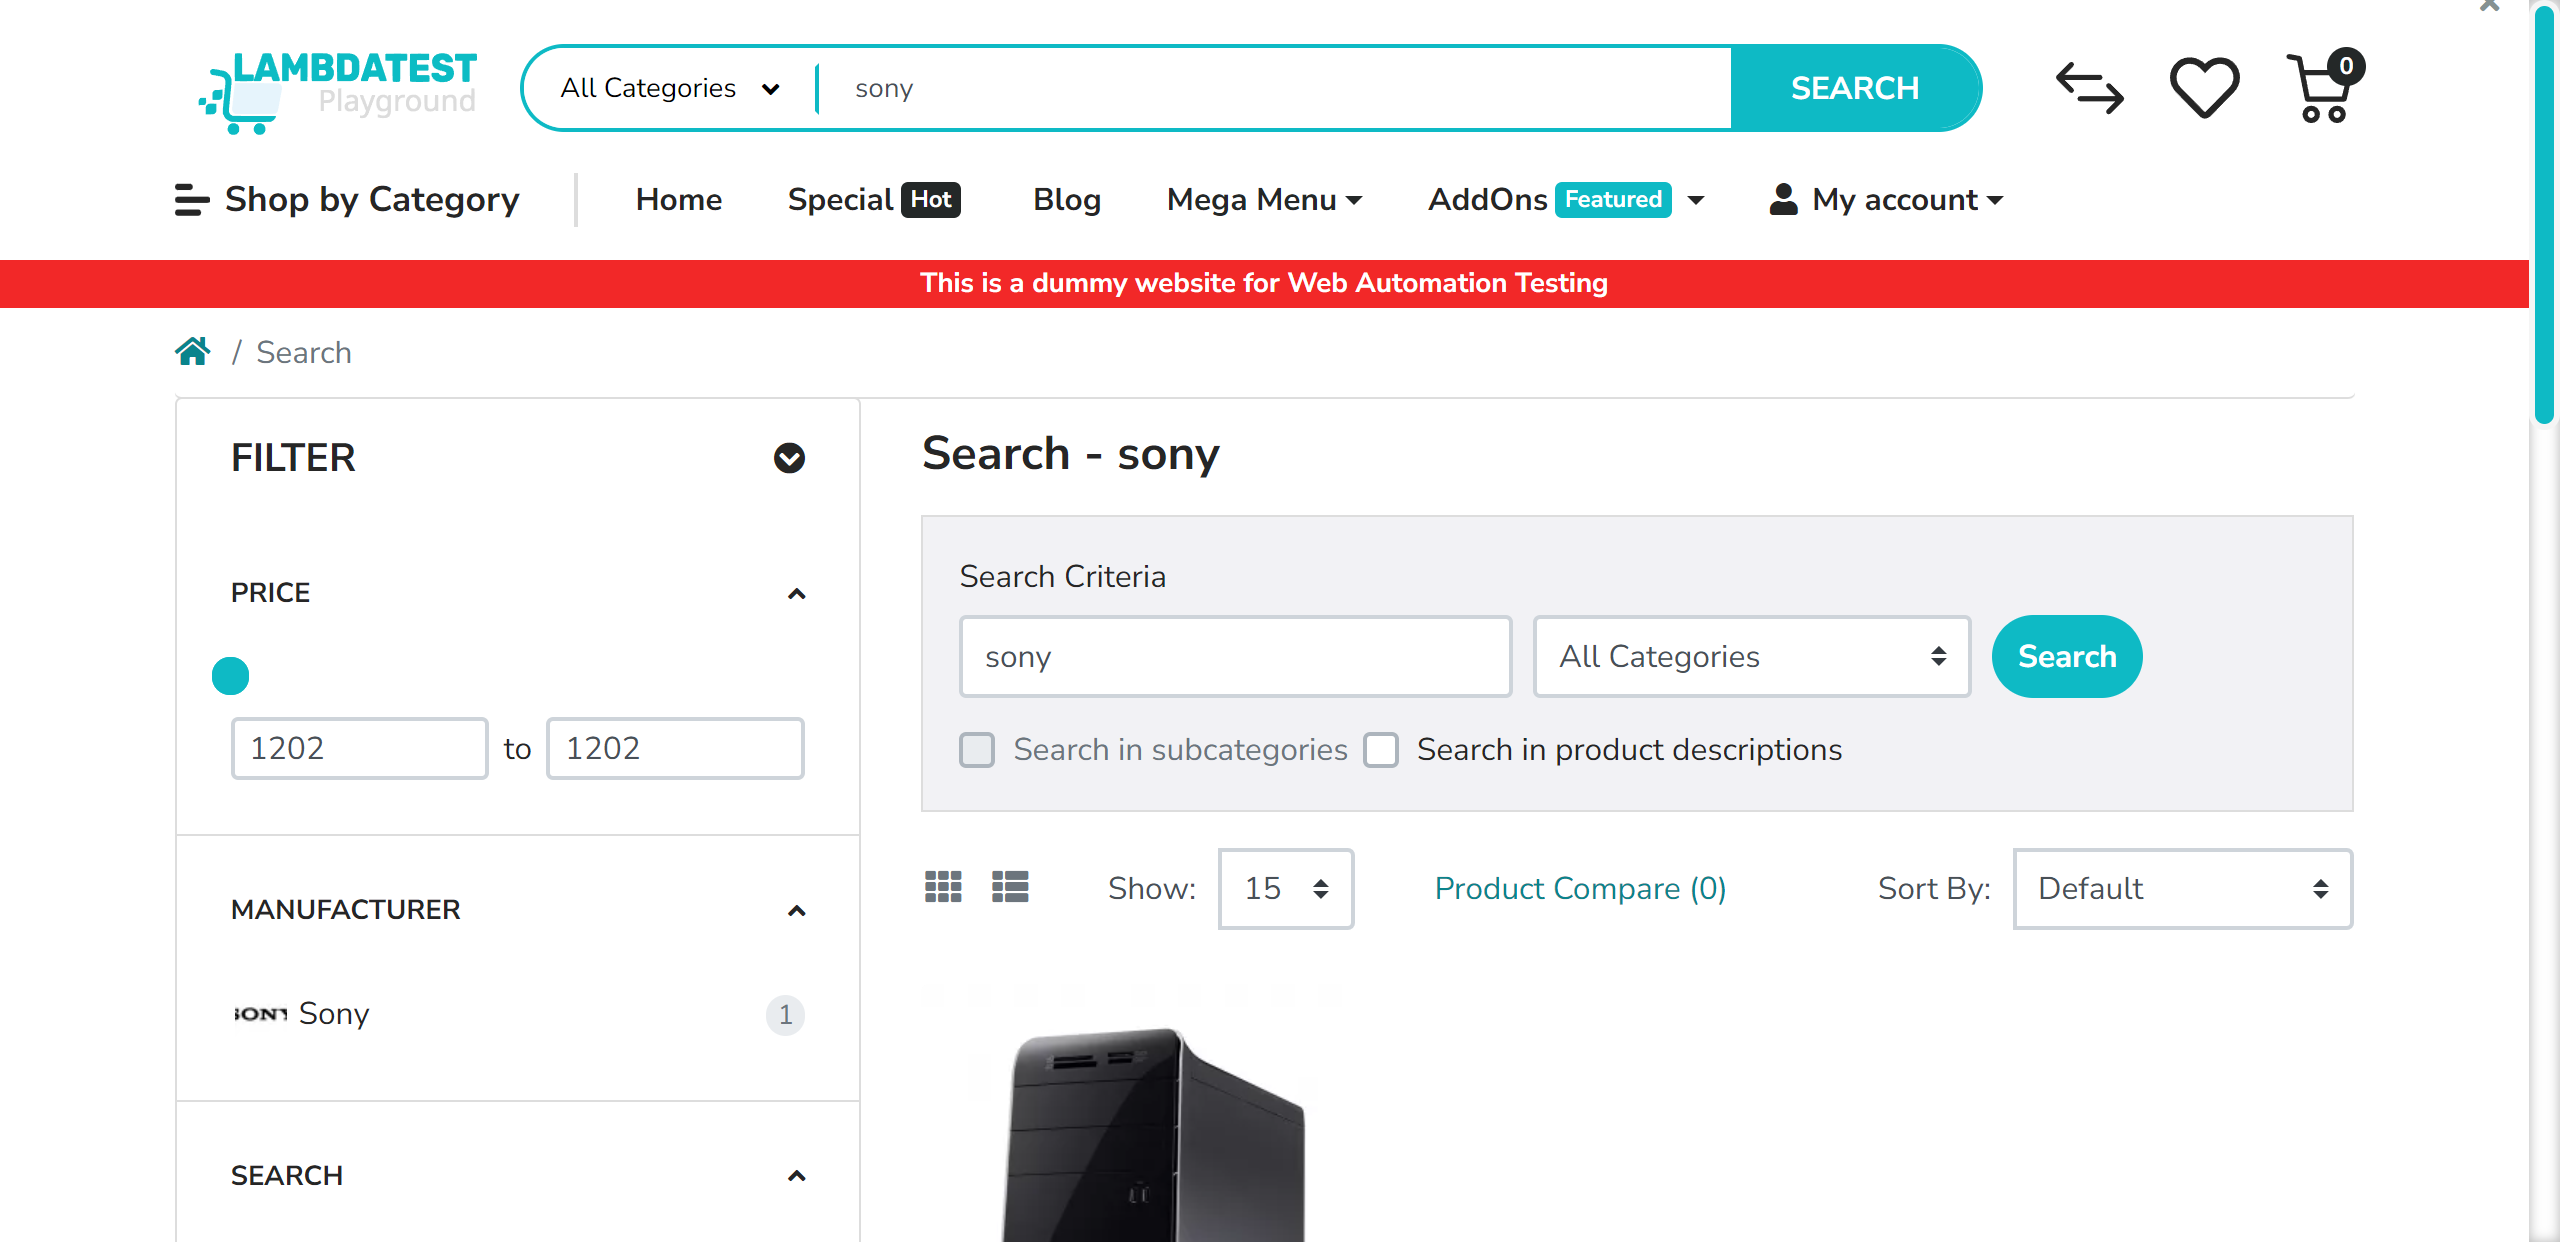 LAMBDATEST
Playground
All Categories
sony
SEARCH
0
Shop by Category
Home
Special Hot
Blog
Mega Menu
AddOns Featured
My account
This is a dummy website for Web Automation Testing
/ Search
FILTER
PRICE
1202 to 1202
MANUFACTURER
SONY Sony 1
SEARCH
Search - sony
Search Criteria
sony
All Categories
Search
Search in subcategories
Search in product descriptions
Show: 15
Product Compare (0)
Sort By: Default